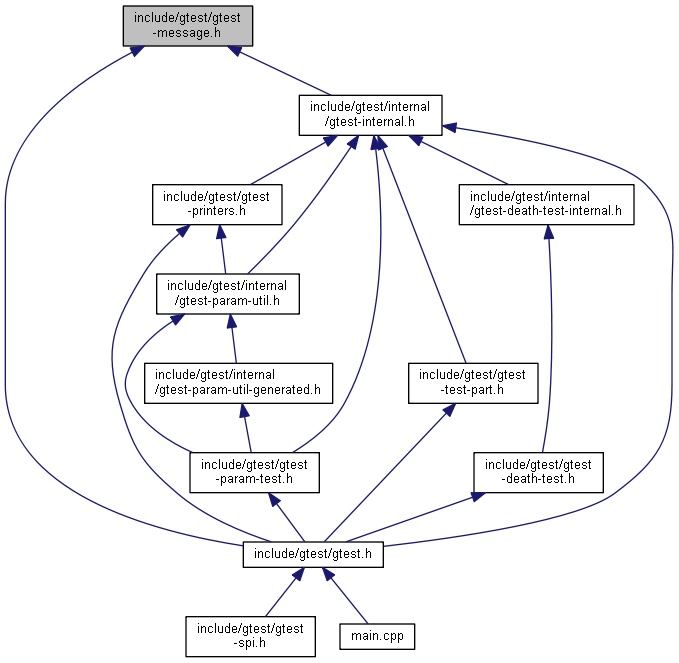 include/gtest/gtest
-message.h
include/gtest/internal
/gtest-internal.h
include/gtest/gtest
-printers.h
include/gtest/internal
/gtest-death-test-internal.h
include/gtest/internal
/gtest-param-util.h
include/gtest/internal
/gtest-param-util-generated.h
include/gtest/gtest
-test-part.h
include/gtest/gtest
-param-test.h
include/gtest/gtest
-death-test.h
include/gtest/gtest.h
include/gtest/gtest
-spi.h
main.cpp